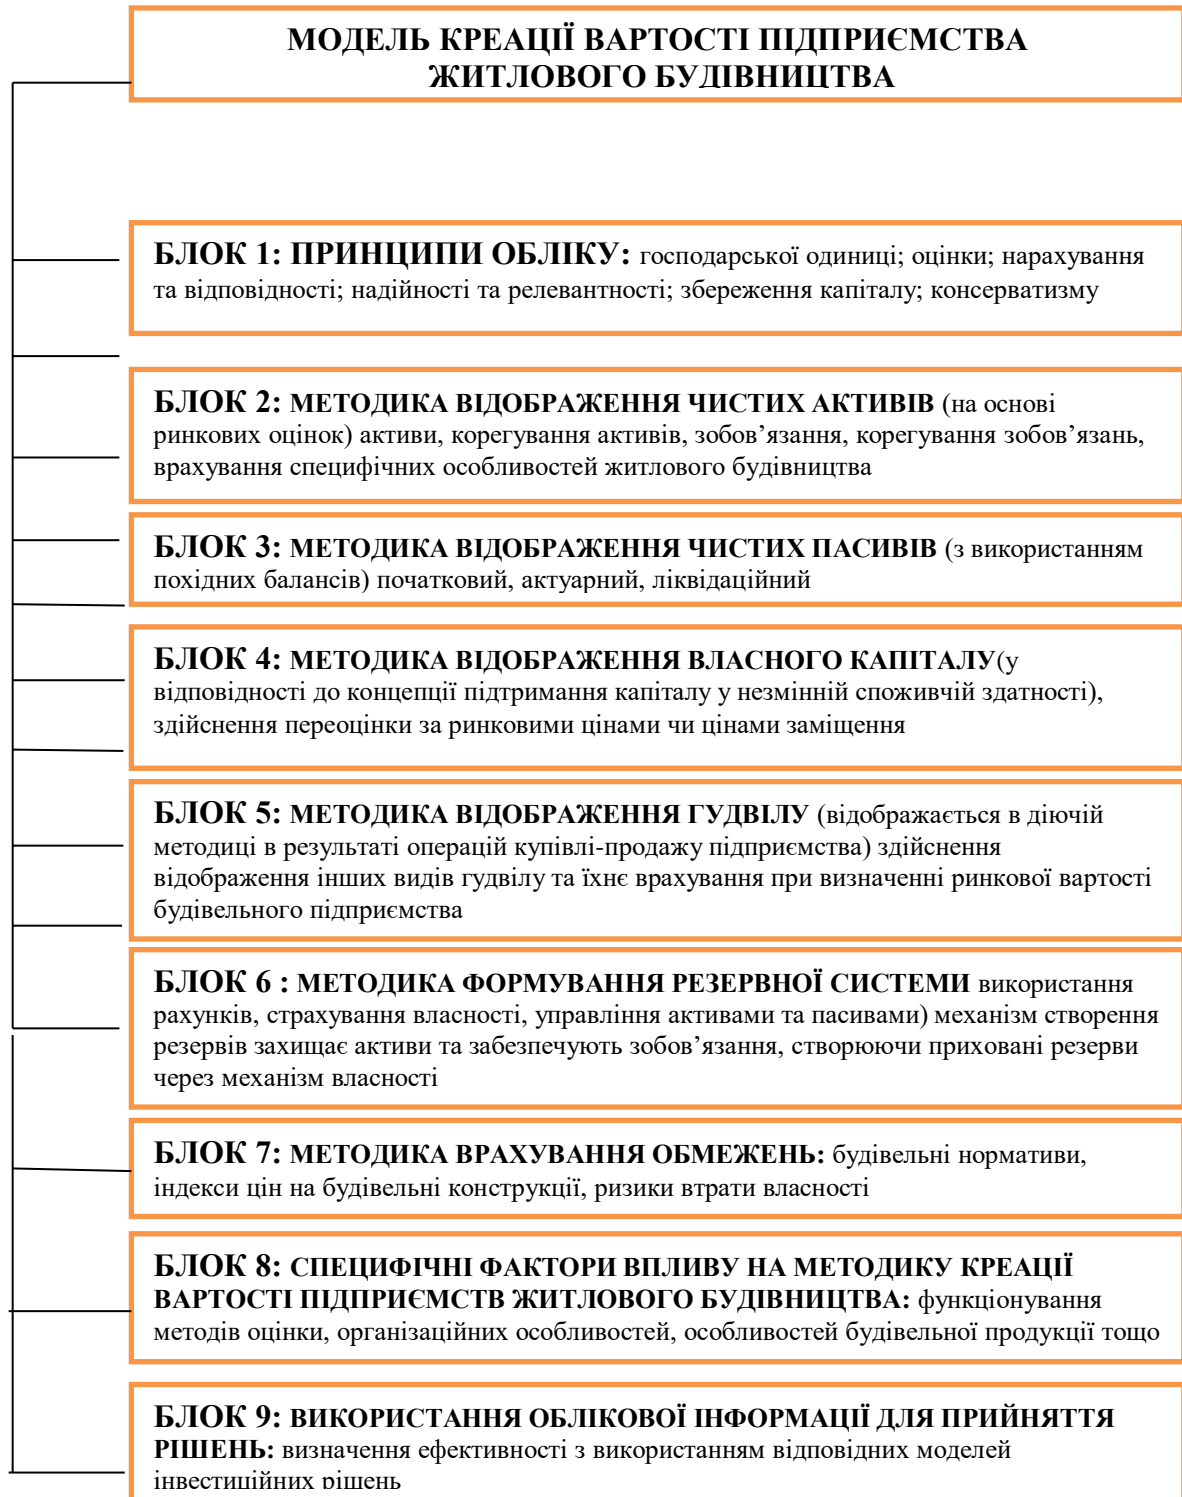 МОДЕЛЬ КРЕАЦІЇ ВАРТОСТІ ПІДПРИЄМСТВА
ЖИТЛОВОГО БУДІВНИЦТВА
БЛОК 1: ПРИНЦИПИ ОБЛІКУ: господарської одиниці; оцінки; нарахування
та відповідності; надійності та релевантності; збереження капіталу; консерватизму
БЛОК 2: МЕТОДИКА ВІДОБРАЖЕННЯ ЧИСТИХ АКТИВІВ (на основі
ринкових оцінок) активи, корегування активів, зобов’язання, корегування зобов’язань,
врахування специфічних особливостей житлового будівництва
БЛОК 3: МЕТОДИКА ВІДОБРАЖЕННЯ ЧИСТИХ ПАСИВІВ (з використанням
похідних балансів) початковий, актуарний, ліквідаційний
БЛОК 4: МЕТОДИКА ВІДОБРАЖЕННЯ ВЛАСНОГО КАПІТАЛУ(у
відповідності до концепції підтримання капіталу у незмінній споживчій здатності),
здійснення переоцінки за ринковими цінами чи цінами заміщення
БЛОК 5: МЕТОДИКА ВІДОБРАЖЕННЯ ГУДВІЛУ (відображається в діючій
методиці в результаті операцій купівлі-продажу підприємства) здійснення
відображення інших видів гудвілу та їхнє врахування при визначенні ринкової вартості
будівельного підприємства
БЛОК 6 : МЕТОДИКА ФОРМУВАННЯ РЕЗЕРВНОЇ СИСТЕМИ використання
рахунків, страхування власності, управління активами та пасивами) механізм створення
резервів захищає активи та забезпечують зобов’язання, створюючи приховані резерви
через механізм власності
БЛОК 7: МЕТОДИКА ВРАХУВАННЯ ОБМЕЖЕНЬ: будівельні нормативи,
індекси цін на будівельні конструкції, ризики втрати власності
БЛОК 8: СПЕЦИФІЧНІ ФАКТОРИ ВПЛИВУ НА МЕТОДИКУ КРЕАЦІЇ
ВАРТОСТІ ПІДПРИЄМСТВ ЖИТЛОВОГО БУДІВНИЦТВА: функціонування
методів оцінки, організаційних особливостей, особливостей будівельної продукції тощо
БЛОК 9: ВИКОРИСТАННЯ ОБЛІКОВОЇ ІНФОРМАЦІЇ ДЛЯ ПРИЙНЯТТЯ
РІШЕНЬ: визначення ефективності з використанням відповідних моделей
інвестиційних рішень